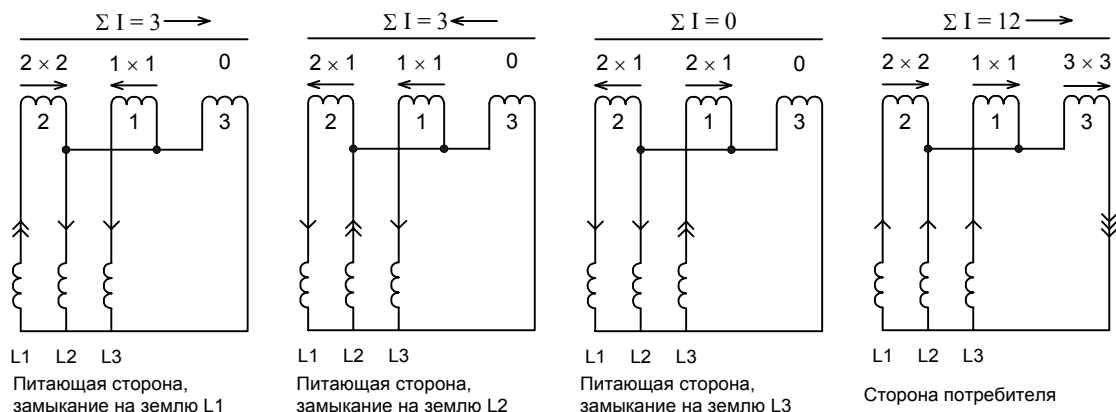 Σ I = 3
2 × 2 1 × 1 0
2 1 3
L1 L2 L3
Питающая сторона,
замыкание на землю L1
Σ I = 3
2 × 1 1 × 1 0
2 1 3
L1 L2 L3
Питающая сторона,
замыкание на землю L2
Σ I = 0
2 × 1 2 × 1 0
2 1 3
L1 L2 L3
Питающая сторона,
замыкание на землю L3
Σ I = 12
2 × 2 1 × 1 3 × 3
2 1 3
L1 L2 L3
Сторона потребителя